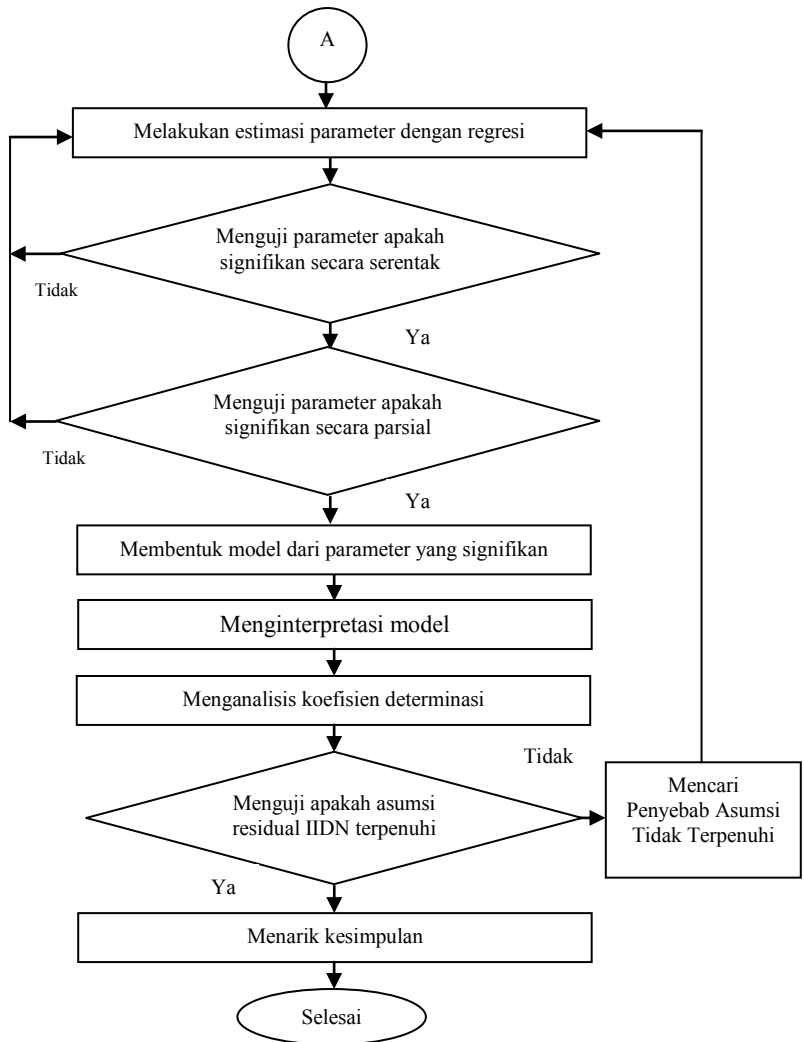 A
Melakukan estimasi parameter dengan regresi
Menguji parameter apakah
signifikan secara serentak
Tidak
Ya
Menguji parameter apakah
signifikan secara parsial
Tidak
Ya
Membentuk model dari parameter yang signifikan
Menginterpretasi model
Menganalisis koefisien determinasi
Tidak
Menguji apakah asumsi
residual IIDN terpenuhi
Mencari
Penyebab Asumsi
Tidak Terpenuhi
Ya
Menarik kesimpulan
Selesai